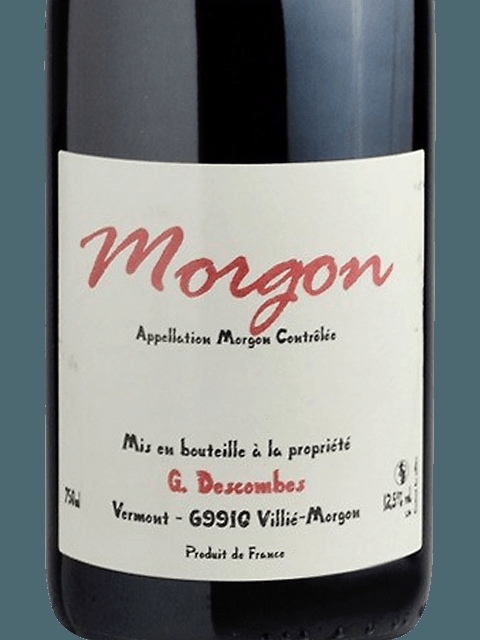 Morgon
Appellation Morgon Contrôlée
Mis en bouteille à la propriété
G. Descombes
750ml
12,5% vol.
Vermont - 69910 Villié-Morgon
Produit de France